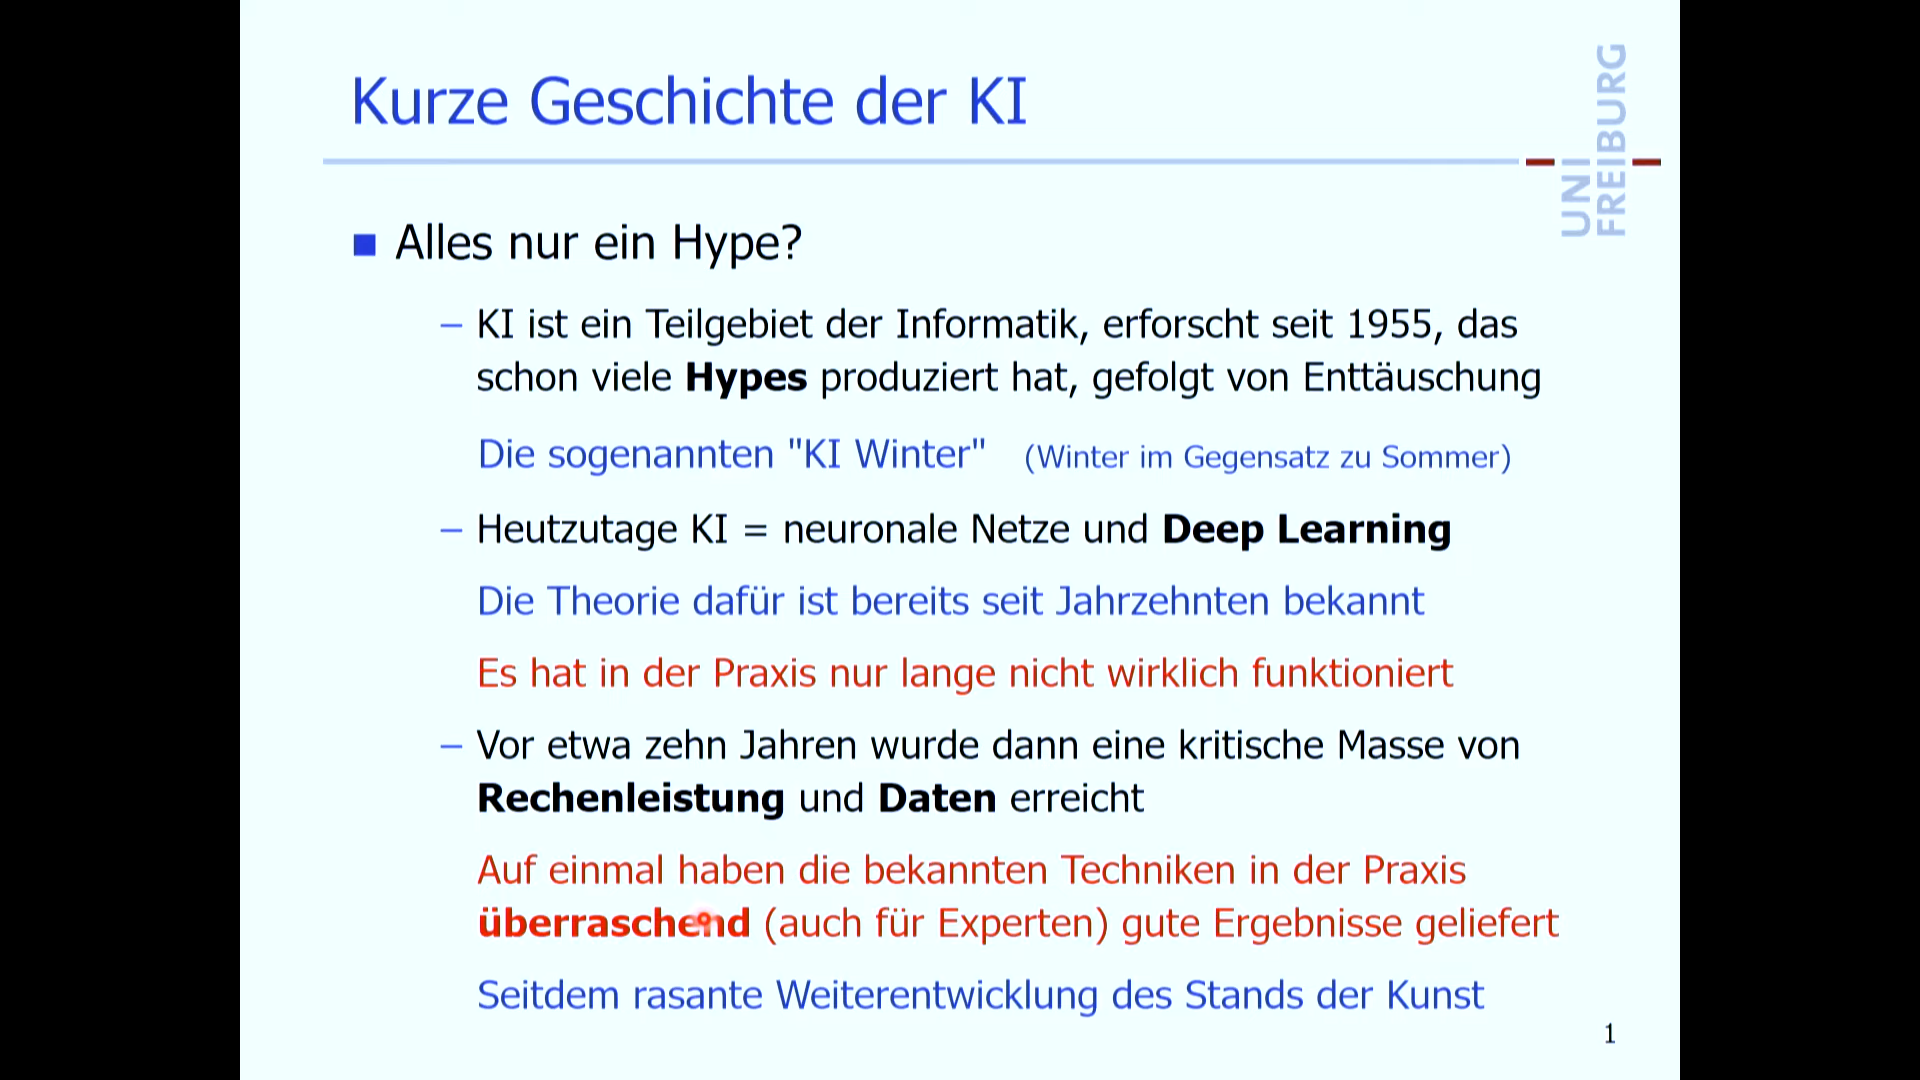 Kurze Geschichte der KI
UNI
FREIBURG
Alles nur ein Hype?
– KI ist ein Teilgebiet der Informatik, erforscht seit 1955, das
schon viele Hypes produziert hat, gefolgt von Enttäuschung
Die sogenannten "KI Winter" (Winter im Gegensatz zu Sommer)
– Heutzutage KI = neuronale Netze und Deep Learning
Die Theorie dafür ist bereits seit Jahrzehnten bekannt
Es hat in der Praxis nur lange nicht wirklich funktioniert
– Vor etwa zehn Jahren wurde dann eine kritische Masse von
Rechenleistung und Daten erreicht
Auf einmal haben die bekannten Techniken in der Praxis
überraschend (auch für Experten) gute Ergebnisse geliefert
Seitdem rasante Weiterentwicklung des Stands der Kunst
1